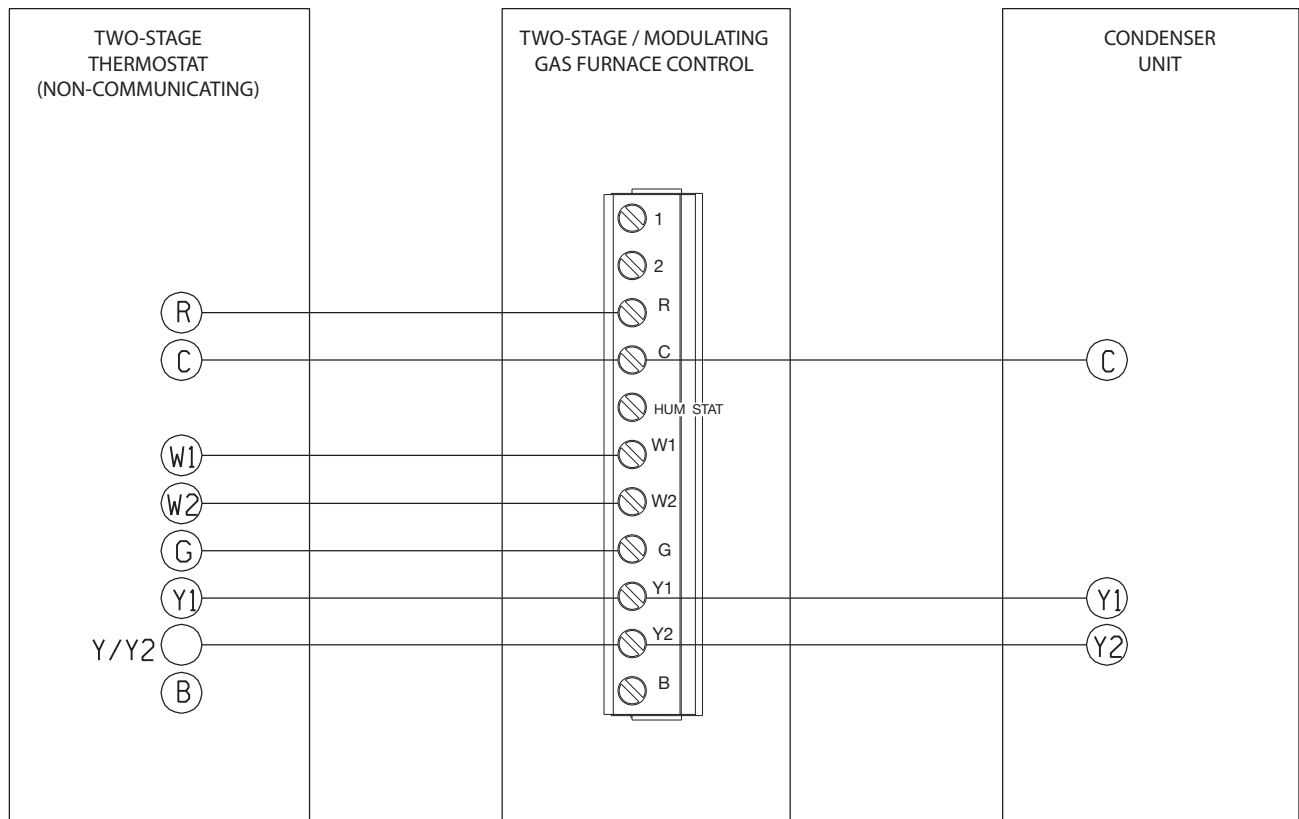 TWO-STAGE
THERMOSTAT
(NON-COMMUNICATING)
TWO-STAGE / MODULATING
GAS FURNACE CONTROL
CONDENSER
UNIT
R
C
W1
W2
G
Y1
Y/Y2
B
1
2
R
C
HUM STAT
W1
W2
G
Y1
Y2
B
C
Y1
Y2